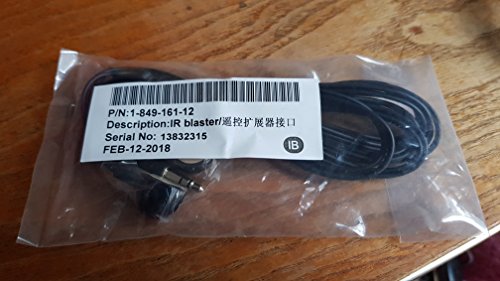 P/N:1-849-161-12
Description:IR blaster/遥控扩展器接口
Serial No: 13832315
FEB-12-2018
IB